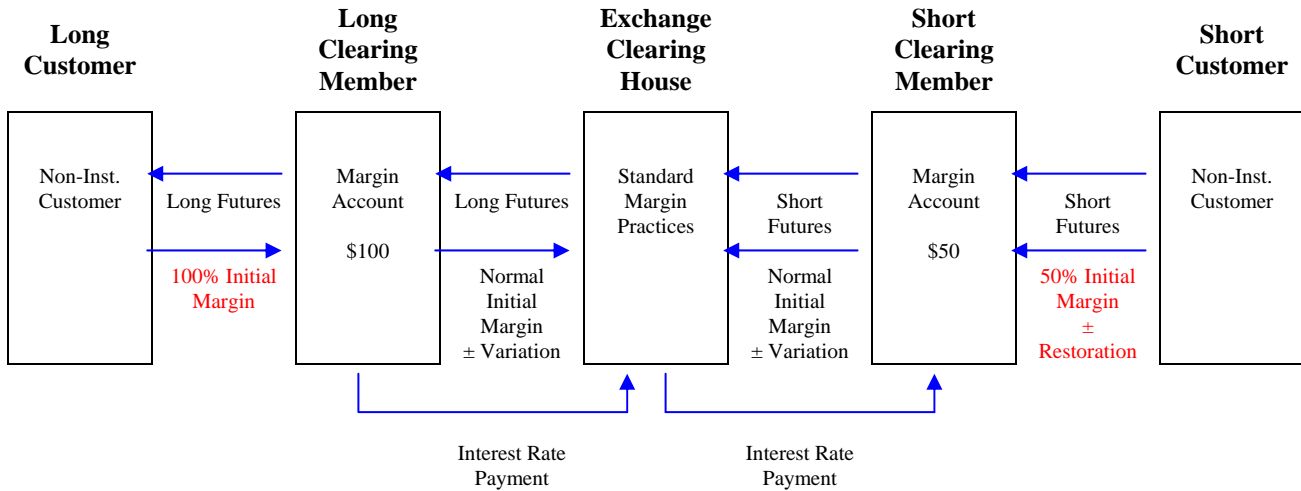 Long
Customer
Long
Clearing
Member
Exchange
Clearing
House
Short
Clearing
Member
Short
Customer
Non-Inst.
Customer
Long Futures
100% Initial
Margin
Margin
Account
$100
Long Futures
Normal
Initial
Margin
± Variation
Standard
Margin
Practices
Short
Futures
Normal
Initial
Margin
± Variation
Margin
Account
$50
Short
Futures
50% Initial
Margin
±
Restoration
Non-Inst.
Customer
Interest Rate
Payment
Interest Rate
Payment